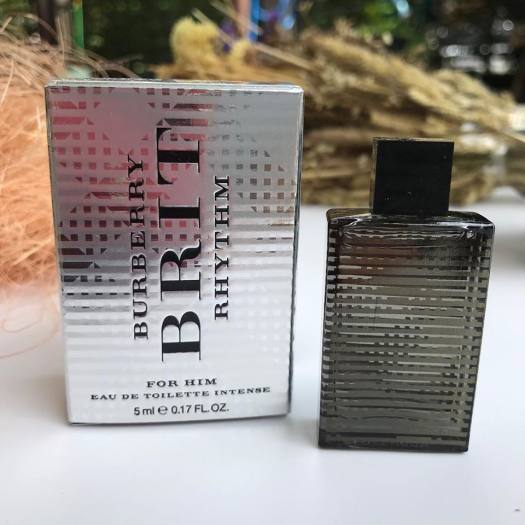 BURBERRY
BRIT
RHYTHM
FOR HIM
EAU DE TOILETTE INTENSE
5 ml ℮ 0.17 FL.OZ.